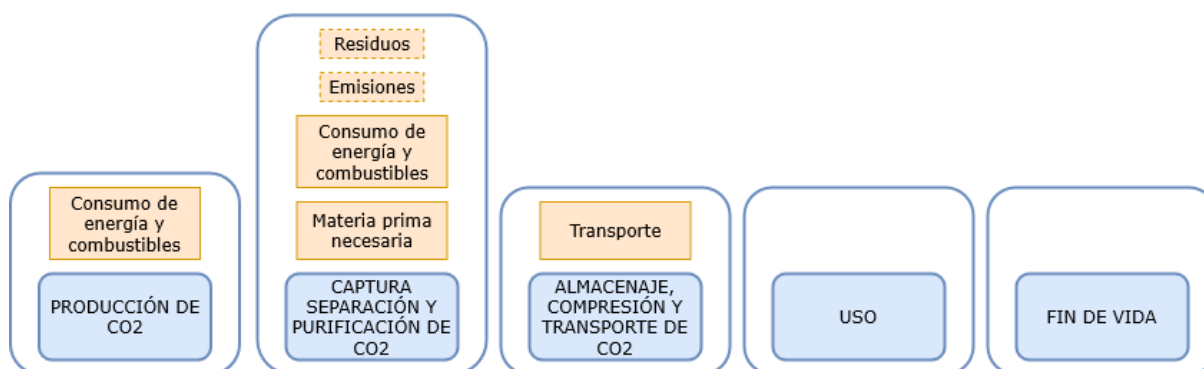 Residuos
Emisiones
Consumo de
energía y
combustibles
Materia prima
necesaria
Consumo de
energía y
combustibles
Transporte
PRODUCCIÓN DE
CO2
CAPTURA
SEPARACIÓN Y
PURIFICACIÓN DE
CO2
ALMACENAJE,
COMPRESIÓN Y
TRANSPORTE DE
CO2
USO
FIN DE VIDA